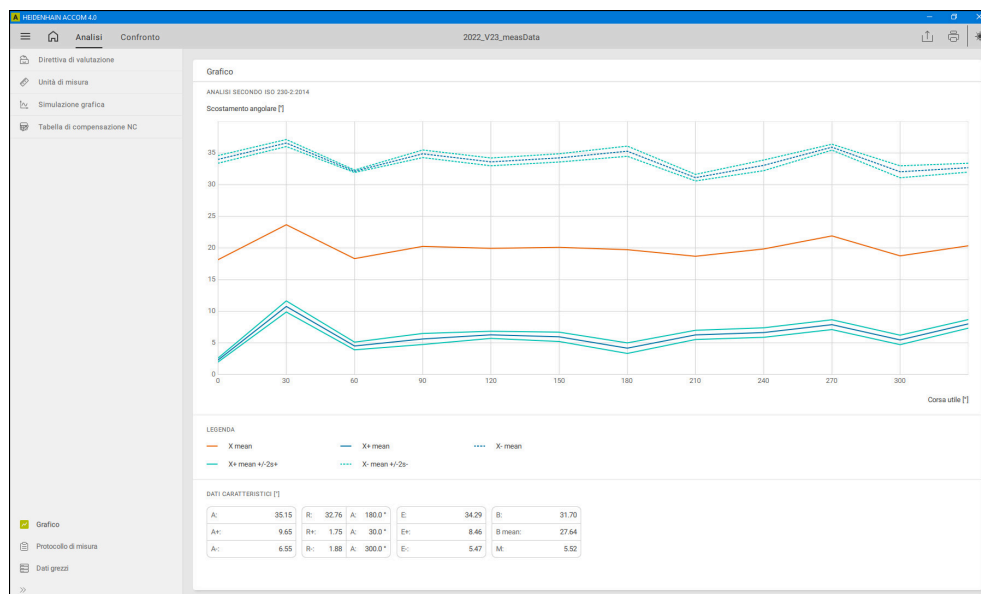 HEIDENHAIN ACCOM 4.0
Analisi Confronto 2022_V23_measData
Direttiva di valutazione
Unità di misura
Simulazione grafica
Tabella di compensazione NC
Grafico
Protocollo di misura
Dati grezzi
Grafico
ANALISI SECONDO ISO 230-2:2014
Scostamento angolare ["]
35
30
25
20
15
10
5
0
0 30 60 90 120 150 180 210 240 270 300
Corsa utile [°]
LEGENDA
X mean X+ mean X- mean
X+ mean +/-2s+ X- mean +/-2s-
DATI CARATTERISTICI ["]
A: 35.15 R: 32.76 A: 180.0 ° E: 34.29 B: 31.70
A+: 9.65 R+: 1.75 A: 30.0 ° E+: 8.46 B mean: 27.64
A-: 6.55 R-: 1.88 A: 300.0 ° E-: 5.47 M: 5.52